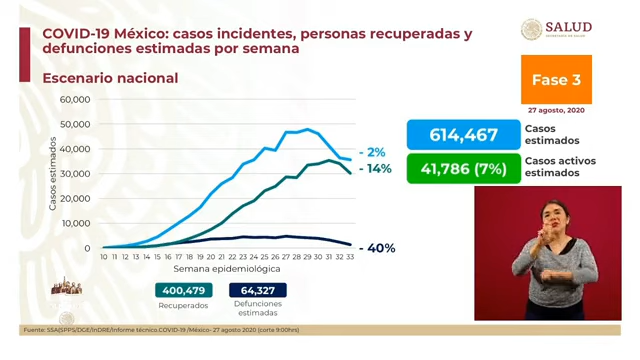 COVID-19 México: casos incidentes, personas recuperadas y
defunciones estimadas por semana
SALUD
SECRETARÍA DE SALUD
Escenario nacional
Fase 3
27 agosto, 2020
Casos estimados
60,000
50,000
40,000
30,000
20,000
10,000
0
10 11 12 13 14 15 16 17 18 19 20 21 22 23 24 25 26 27 28 29 30 31 32 33
Semana epidemiológica
- 2%
- 14%
- 40%
614,467
Casos
estimados
41,786 (7%)
Casos activos
estimados
400,479
Recuperados
64,327
Defunciones
estimadas
Fuente: SSA(SPPS/DGE/InDRE/Informe técnico.COVID-19 /México- 27 agosto 2020 (corte 9:00hrs)